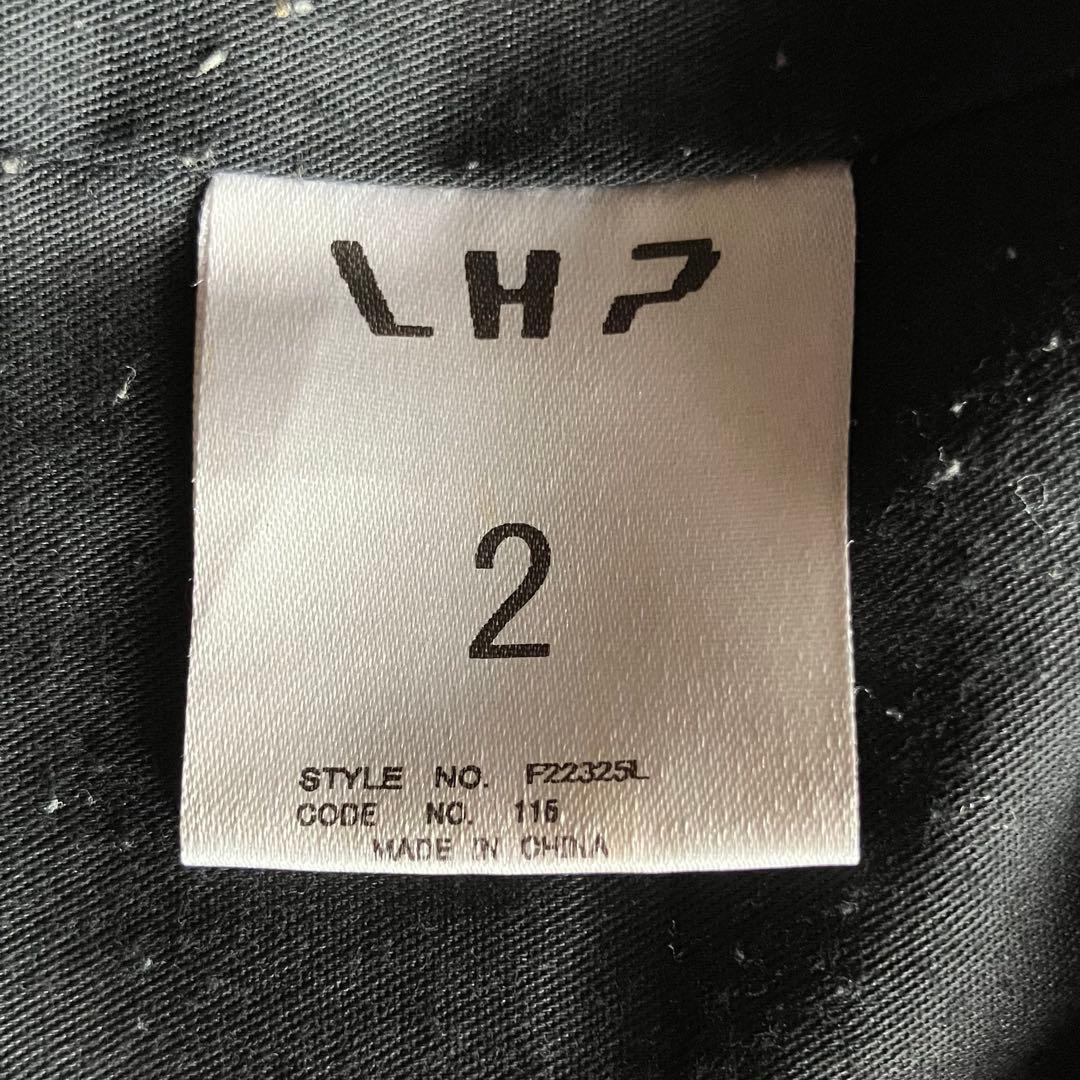 LHP
2
STYLE NO. F22325L
CODE NO. 115
MADE IN CHINA